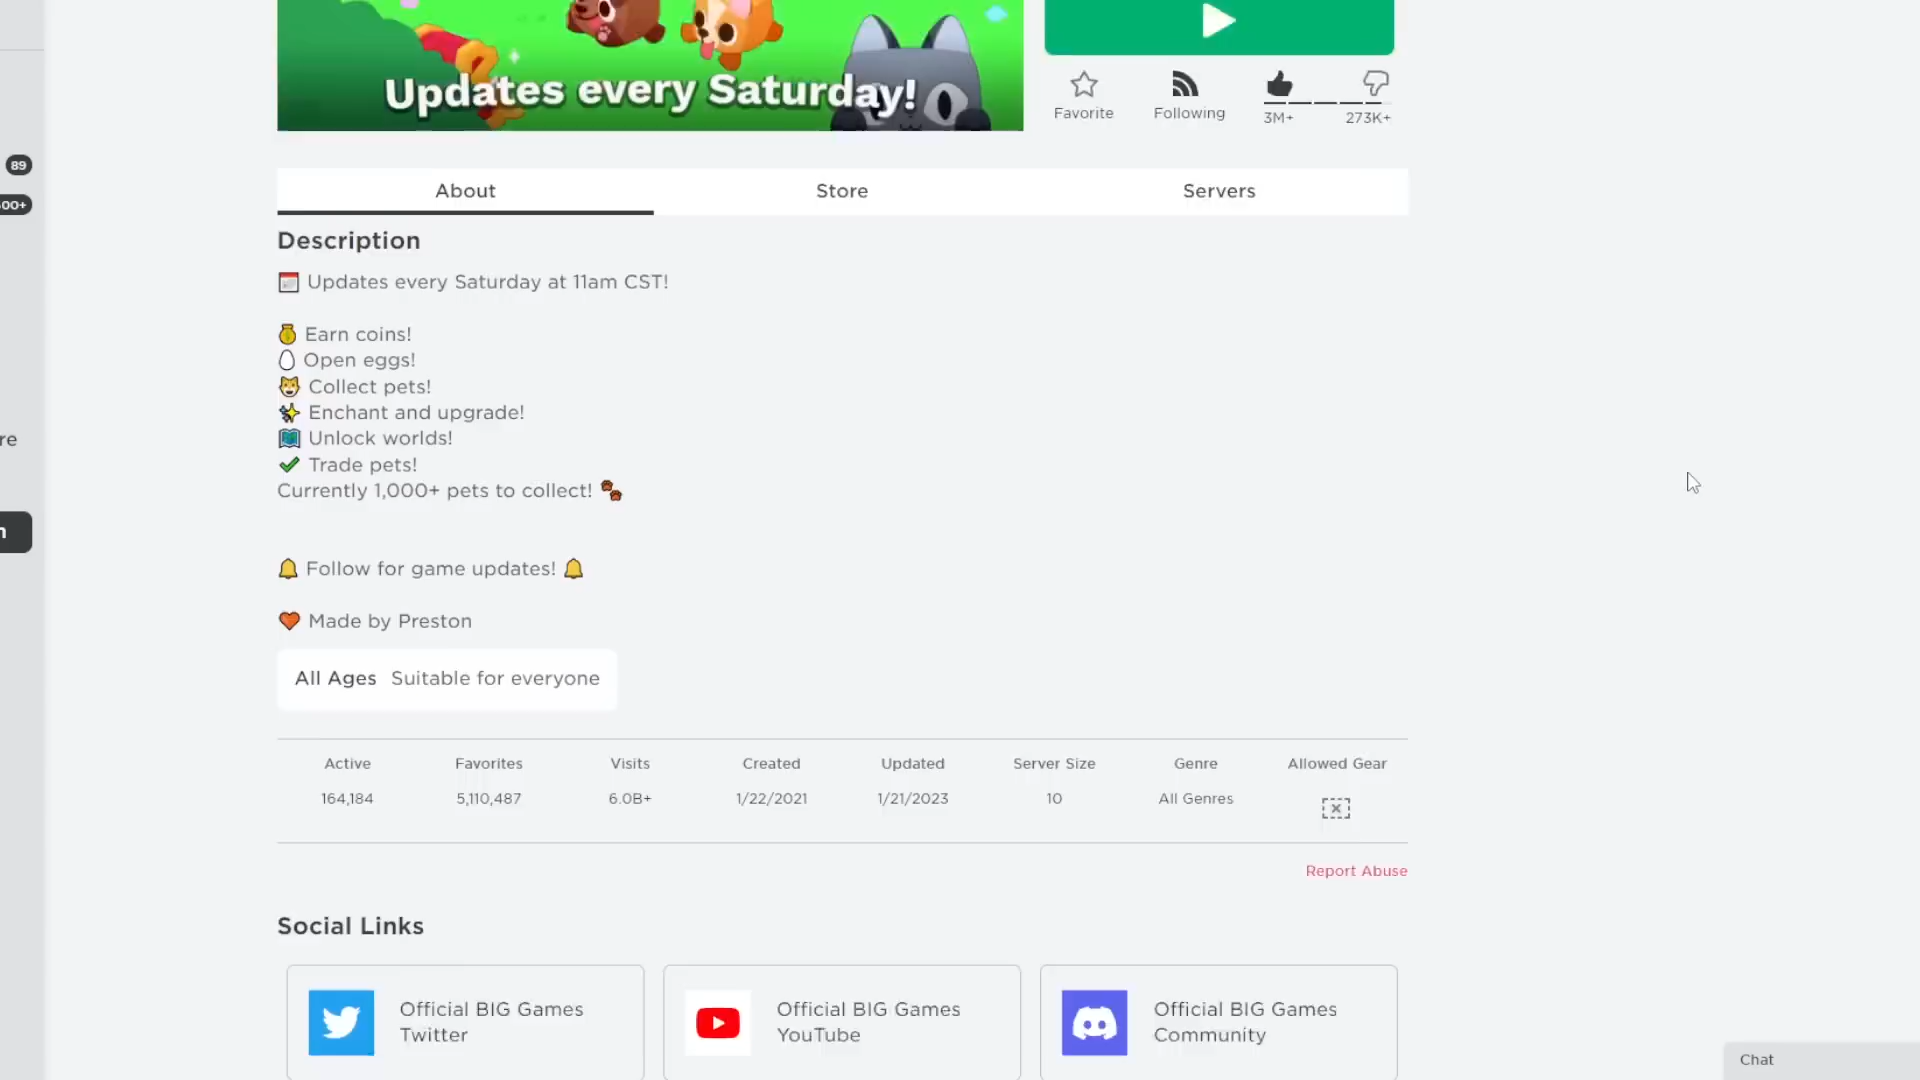 Updates every Saturday!
Favorite
Following
3M+
273K+
89
00+
re
About
Store
Servers
Description
Updates every Saturday at 11am CST!
Earn coins!
Open eggs!
Collect pets!
Enchant and upgrade!
Unlock worlds!
Trade pets!
Currently 1,000+ pets to collect!
Follow for game updates!
Made by Preston
All Ages Suitable for everyone
Active Favorites Visits Created Updated Server Size Genre Allowed Gear
164,184 5,110,487 6.0B+ 1/22/2021 1/21/2023 10 All Genres
Report Abuse
Social Links
Official BIG Games
Twitter
Official BIG Games
YouTube
Official BIG Games
Community
Chat